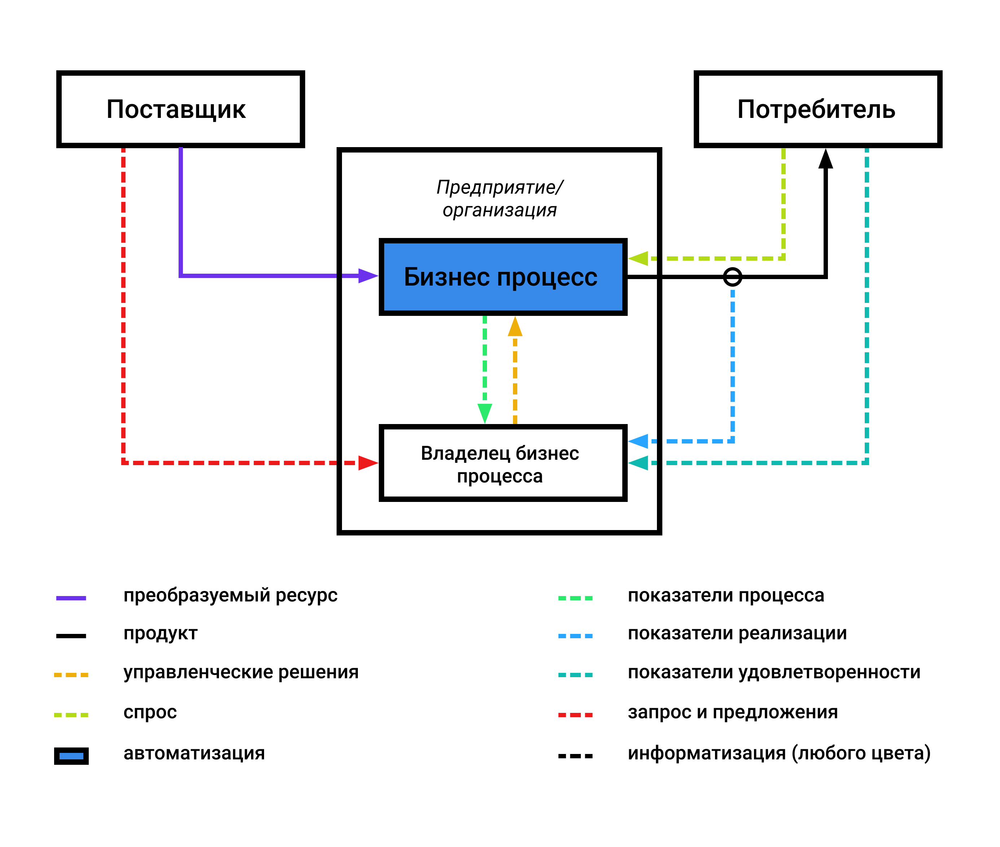 Поставщик
Потребитель
Предприятие/
организация
Бизнес процесс
Владелец бизнес
процесса
преобразуемый ресурс
продукт
управленческие решения
спрос
автоматизация
показатели процесса
показатели реализации
показатели удовлетворенности
запрос и предложения
информатизация (любого цвета)